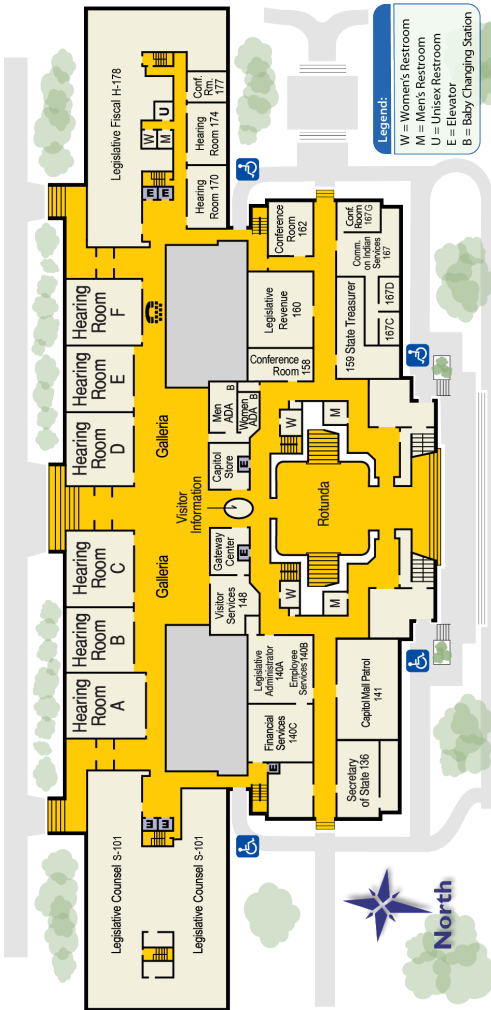 Legislative Fiscal H-178
W
M
U
E
E
Conf.
Rm.
177
Hearing
Room 174
Hearing
Room 170
Legend:
W = Women's Restroom
M = Men's Restroom
U = Unisex Restroom
E = Elevator
B = Baby Changing Station
Hearing
Room
F
Hearing
Room
E
Hearing
Room
D
Galleria
Conference
Room
162
Conf.
Room
167G
Comm.
on Indian
Services
167
Legislative
Revenue
160
159 State Treasurer
167D
167C
Conference
Room 158
Men
ADA
B
Women
ADA
B
Capitol
Store
E
W
M
Visitor
Information
Rotunda
Hearing
Room
C
Hearing
Room
B
Hearing
Room
A
Galleria
Gateway
Center
E
Visitor
Services
148
W
M
Legislative
Administrator
140A
Employee
Services 140B
Financial
Services
140C
E
Capitol Mall Patrol
141
Secretary
of State 136
E
E
Legislative Counsel S-101
Legislative Counsel S-101
North